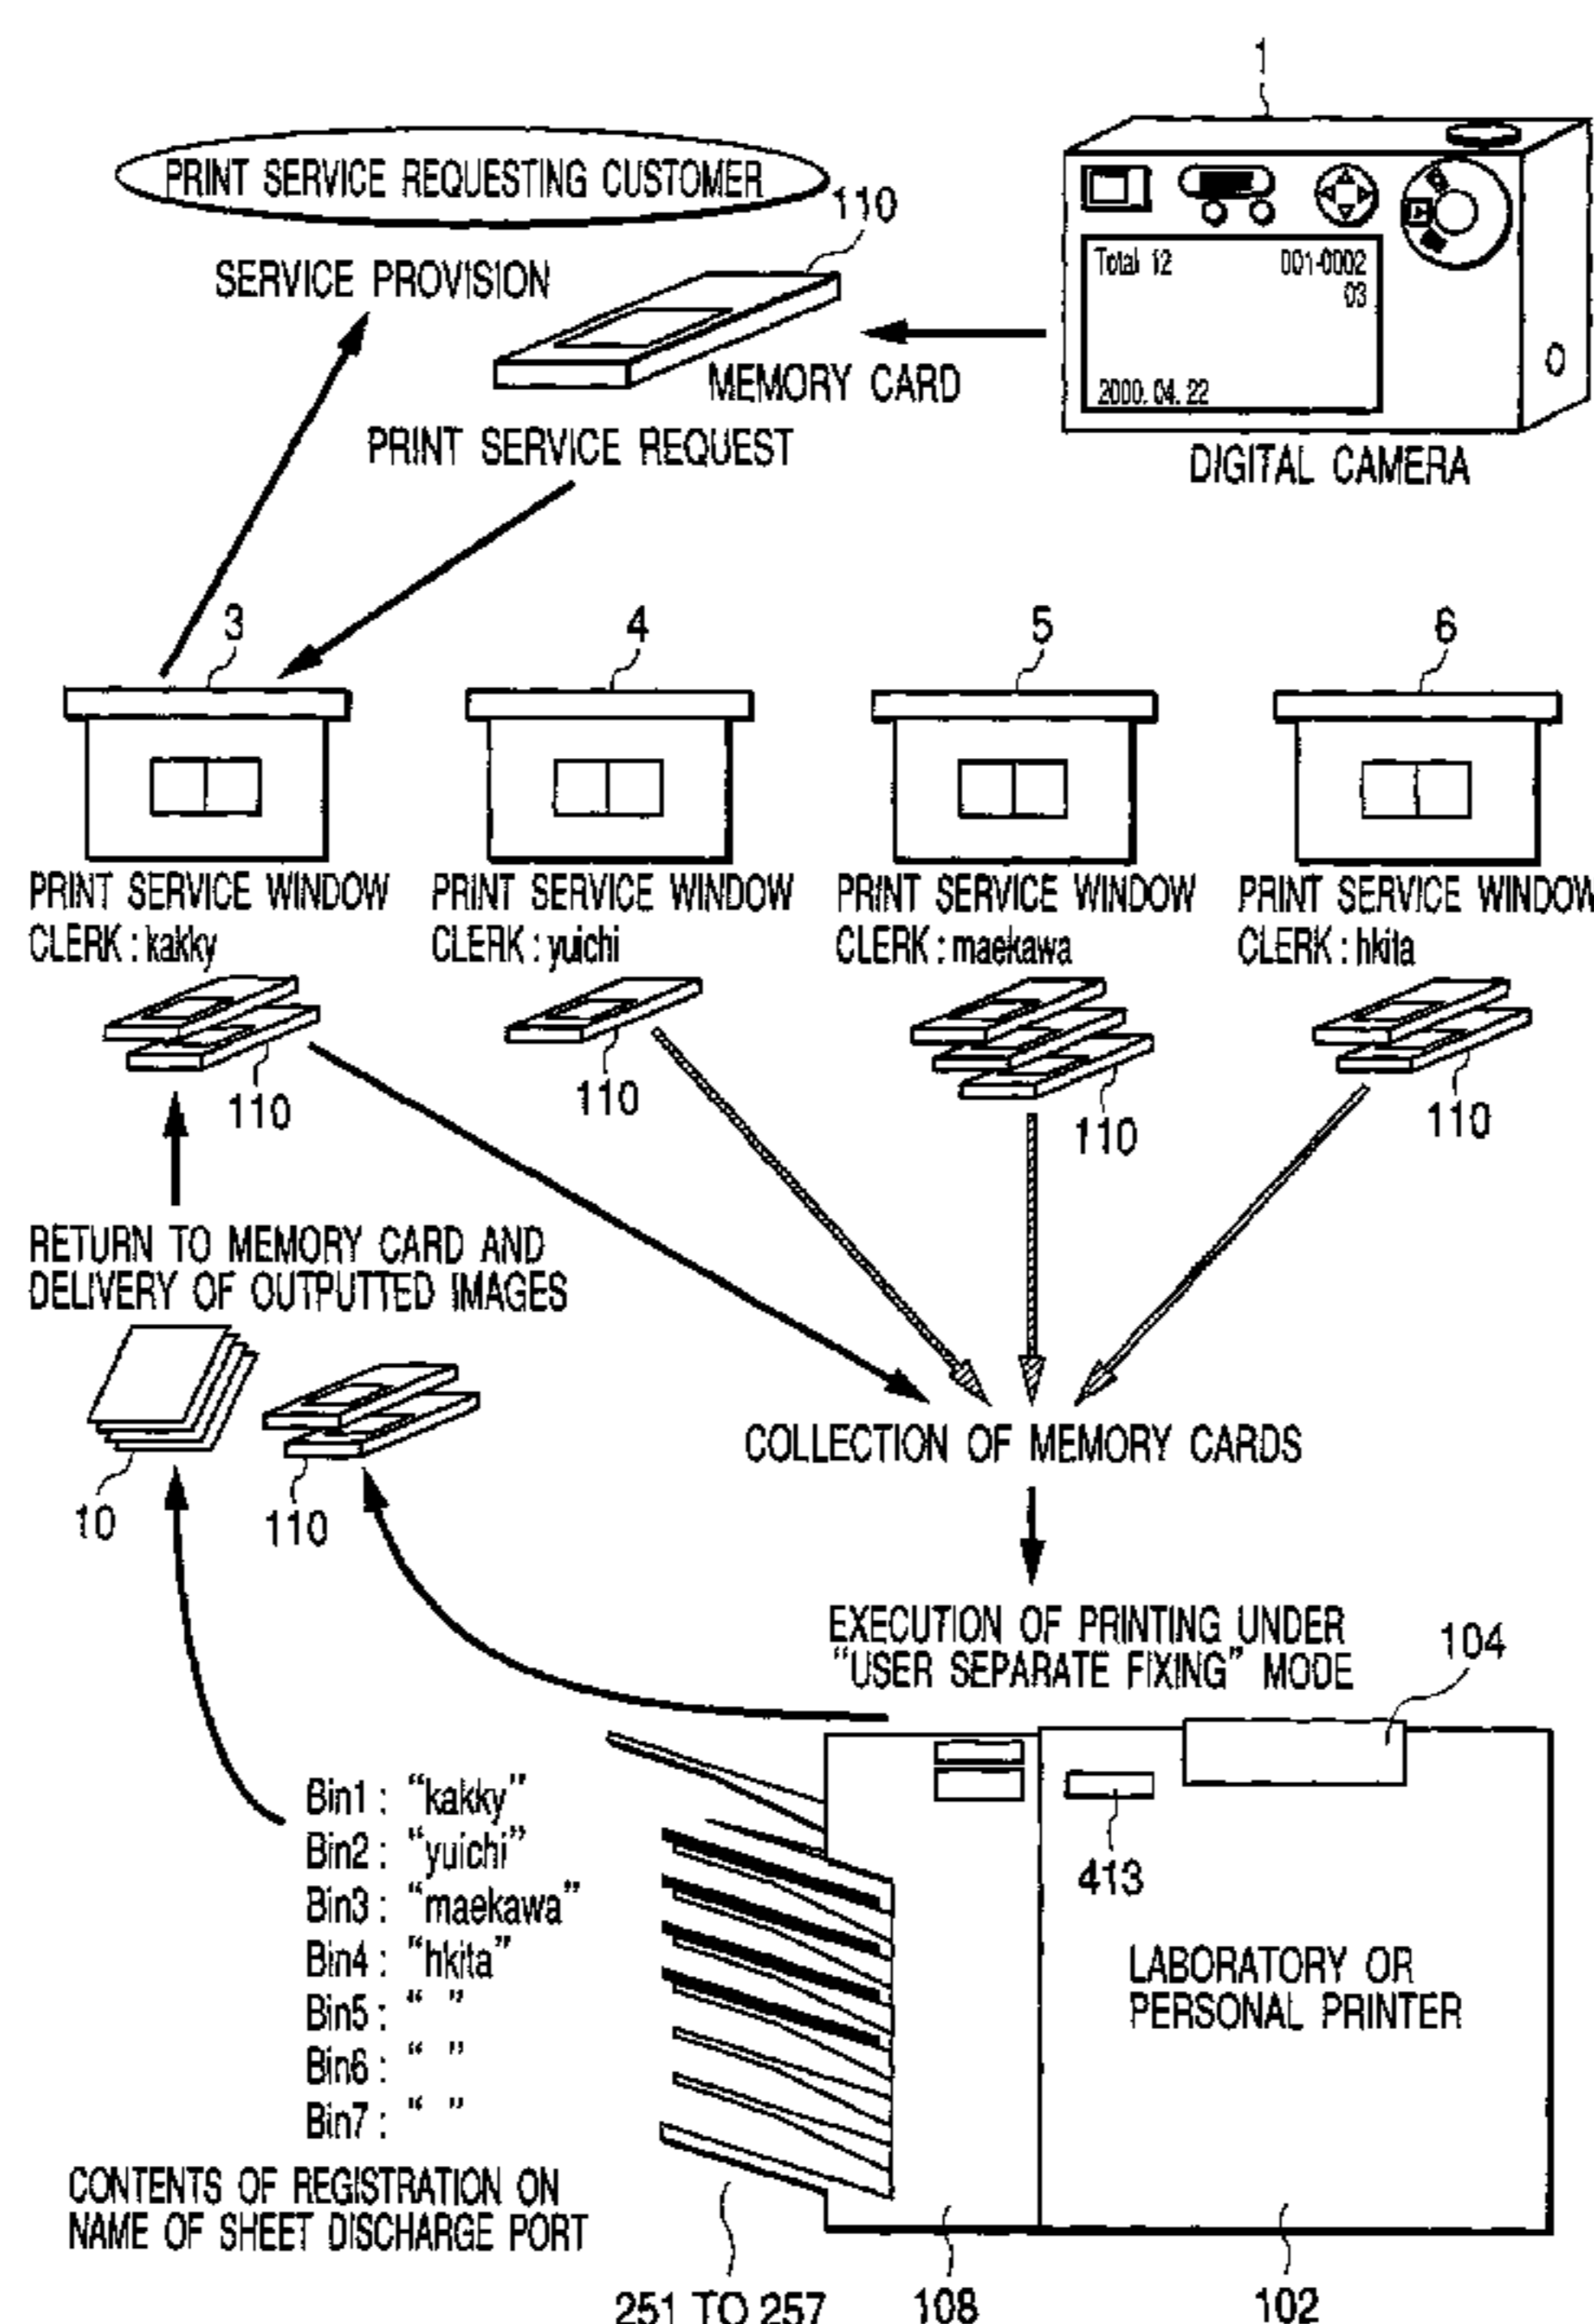 1
PRINT SERVICE REQUESTING CUSTOMER
110
SERVICE PROVISION
Total 12 001-0002
03
2000. 04. 22
MEMORY CARD
PRINT SERVICE REQUEST
DIGITAL CAMERA
3 4 5 6
PRINT SERVICE WINDOW
CLERK : kakky
PRINT SERVICE WINDOW
CLERK : yuichi
PRINT SERVICE WINDOW
CLERK : maekawa
PRINT SERVICE WINDOW
CLERK : hkita
110 110 110 110
RETURN TO MEMORY CARD AND
DELIVERY OF OUTPUTTED IMAGES
10 110
COLLECTION OF MEMORY CARDS
EXECUTION OF PRINTING UNDER
“USER SEPARATE FIXING” MODE
104
Bin1 : “kakky”
Bin2 : “yuichi”
Bin3 : “maekawa”
Bin4 : “hkita”
Bin5 : “ ”
Bin6 : “ ”
Bin7 : “ ”
413
LABORATORY OR
PERSONAL PRINTER
CONTENTS OF REGISTRATION ON
NAME OF SHEET DISCHARGE PORT
251 TO 257 108 102